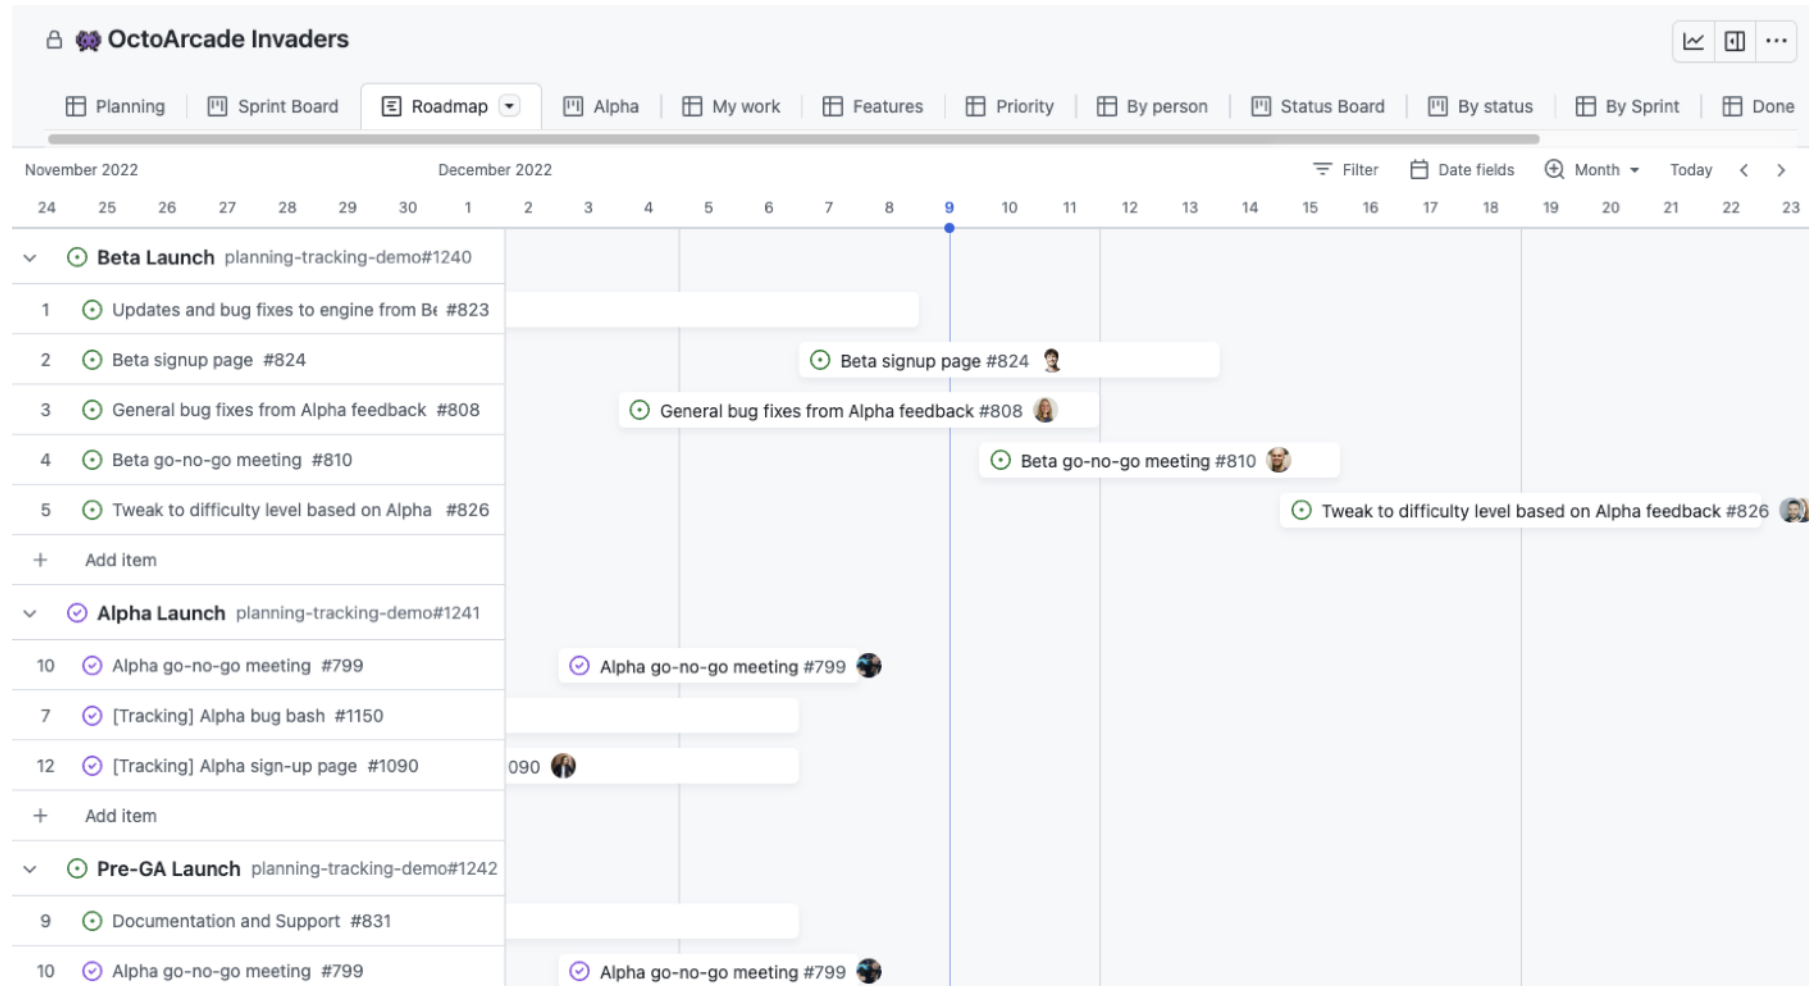 OctoArcade Invaders
Planning Sprint Board Roadmap Alpha My work Features Priority By person Status Board By status By Sprint Done
November 2022 December 2022 Filter Date fields Month Today
24 25 26 27 28 29 30 1 2 3 4 5 6 7 8 9 10 11 12 13 14 15 16 17 18 19 20 21 22 23
Beta Launch planning-tracking-demo#1240
1 Updates and bug fixes to engine from Be #823
2 Beta signup page #824 Beta signup page #824
3 General bug fixes from Alpha feedback #808 General bug fixes from Alpha feedback #808
4 Beta go-no-go meeting #810 Beta go-no-go meeting #810
5 Tweak to difficulty level based on Alpha #826 Tweak to difficulty level based on Alpha feedback #826
+ Add item
Alpha Launch planning-tracking-demo#1241
10 Alpha go-no-go meeting #799 Alpha go-no-go meeting #799
7 [Tracking] Alpha bug bash #1150
12 [Tracking] Alpha sign-up page #1090 090
+ Add item
Pre-GA Launch planning-tracking-demo#1242
9 Documentation and Support #831
10 Alpha go-no-go meeting #799 Alpha go-no-go meeting #799